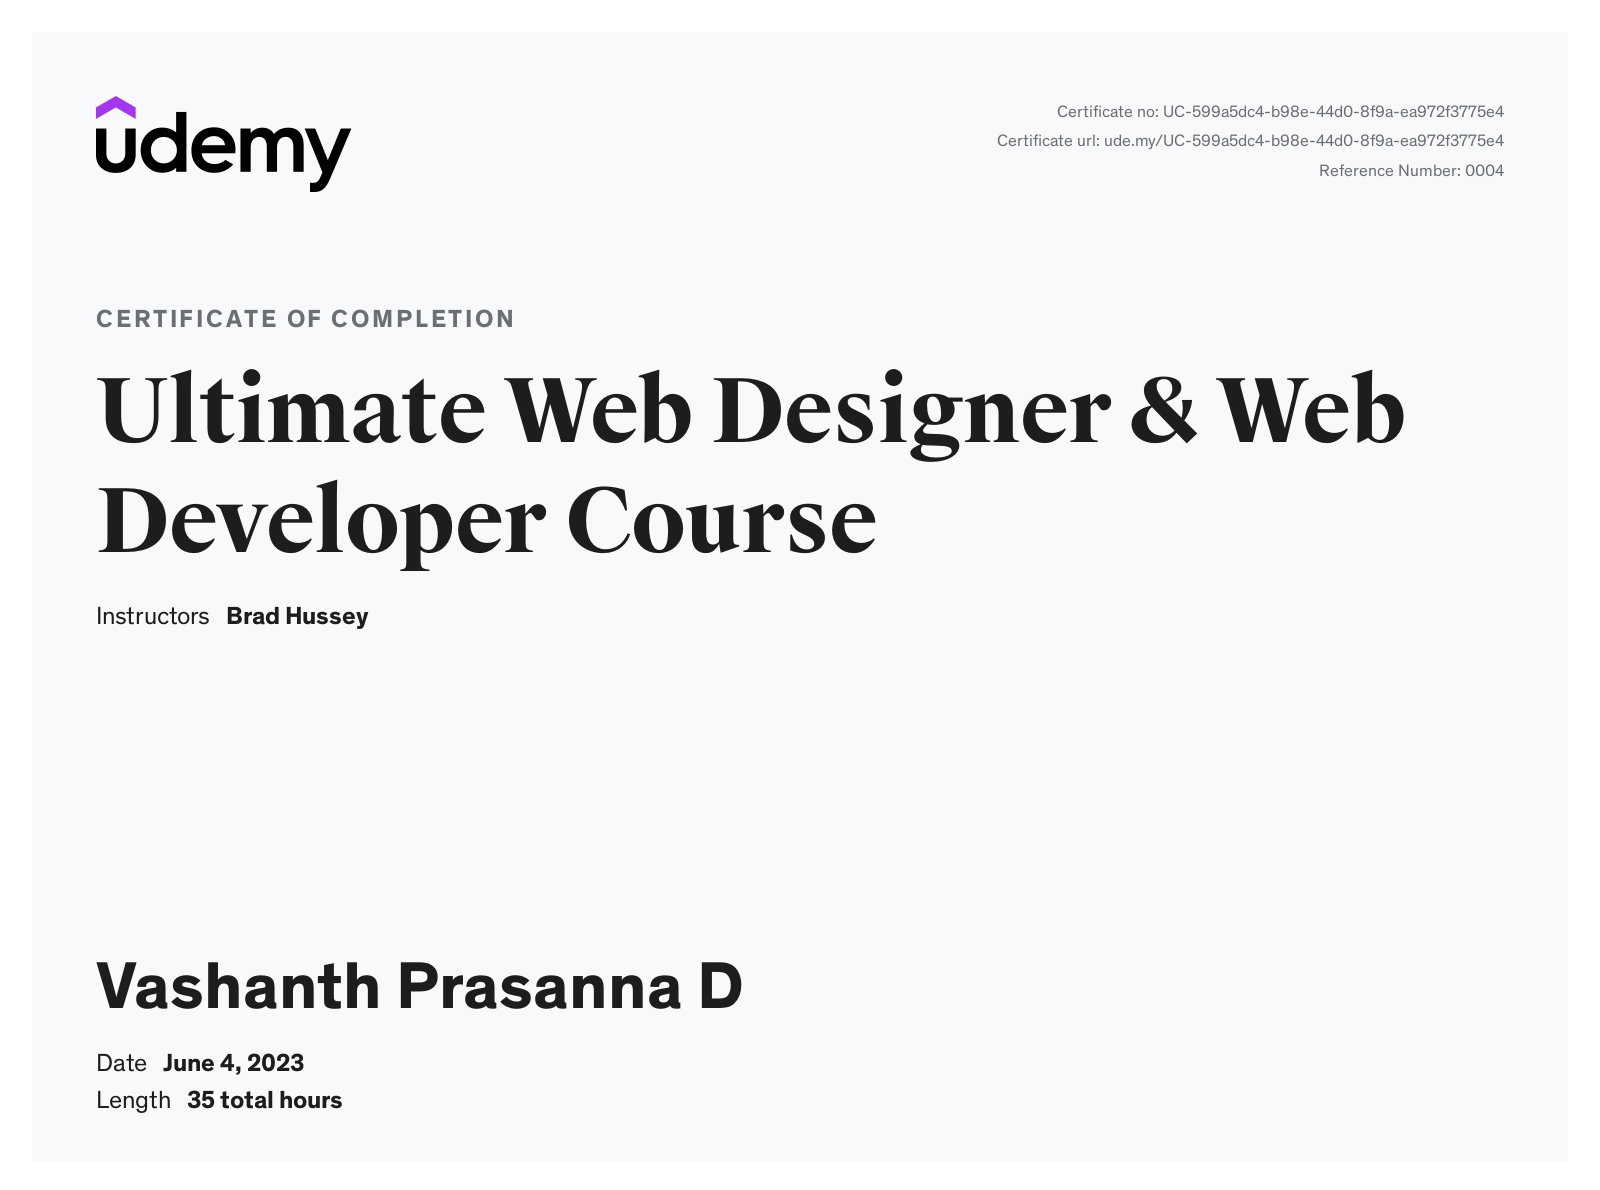 udemy
Certificate no: UC-599a5dc4-b98e-44d0-8f9a-ea972f3775e4
Certificate url: ude.my/UC-599a5dc4-b98e-44d0-8f9a-ea972f3775e4
Reference Number: 0004
CERTIFICATE OF COMPLETION
Ultimate Web Designer & Web
Developer Course
Instructors Brad Hussey
Vashanth Prasanna D
Date June 4, 2023
Length 35 total hours